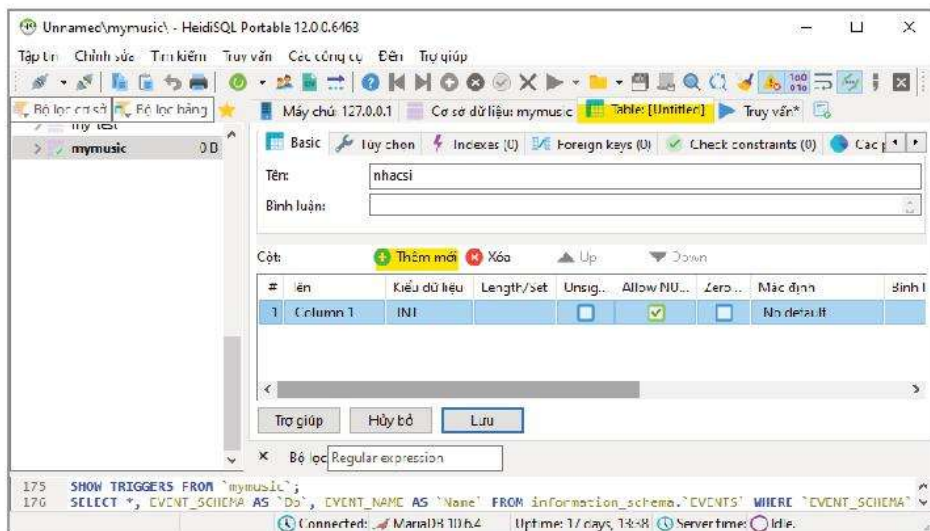 Unnamed\mymusic\ - HeidiSQL Portable 12.0.0.6463
Tập tin Chỉnh sửa Tìm kiếm Truy vấn Các công cụ Đến Trợ giúp
Bộ lọc cơ sở Bộ lọc bảng Máy chủ: 127.0.0.1 Cơ sở dữ liệu: mymusic Table: [Untitled] Truy vấn*
my test
mymusic 0 B
Basic Tùy chọn Indexes (0) Foreign keys (0) Check constraints (0) Các
Tên: nhacsi
Bình luận:
Cột: Thêm mới Xóa Up Down
# Tên Kiểu dữ liệu Length/Set Unsig... Allow NU... Zero... Mặc định Bình l
1 Column 1 INT No default
Trợ giúp Hủy bỏ Lưu
× Bộ lọc Regular expression
175 SHOW TRIGGERS FROM `mymusic`;
176 SELECT *, EVENT_SCHEMA AS `Db`, EVENT_NAME AS `Name` FROM information_schema.`EVENTS` WHERE `EVENT_SCHEMA`
Connected: MariaDB 10.6.4 Uptime: 17 days, 13:38 Server time: Idle.